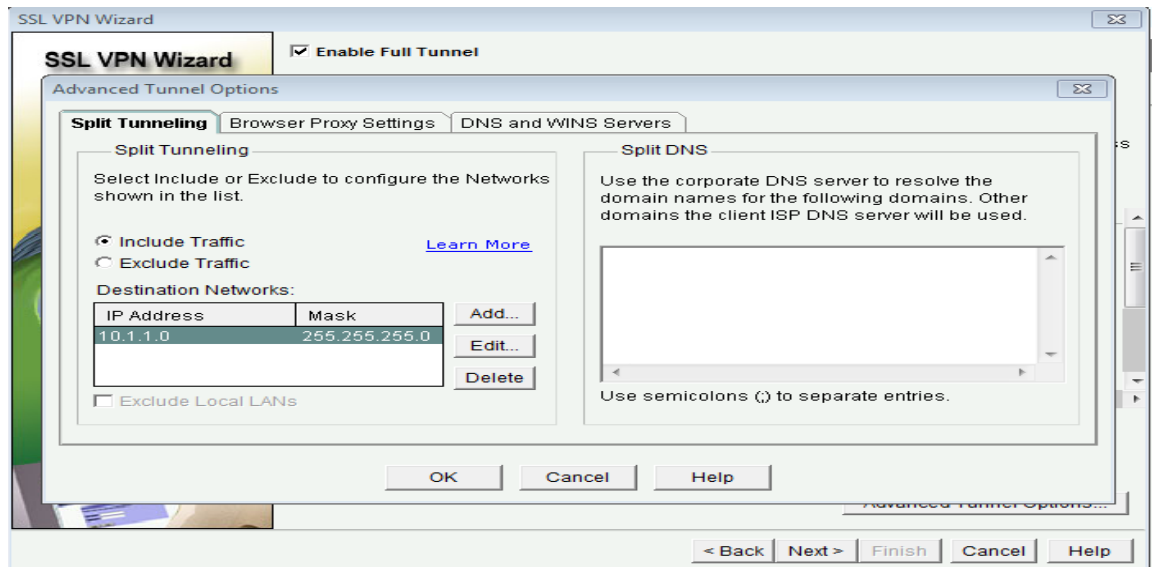 SSL VPN Wizard
SSL VPN Wizard
Enable Full Tunnel
Advanced Tunnel Options
Split Tunneling
Browser Proxy Settings
DNS and WINS Servers
Split Tunneling
Select Include or Exclude to configure the Networks
shown in the list.
Include Traffic
Learn More
Exclude Traffic
Destination Networks:
IP Address
Mask
10.1.1.0
255.255.255.0
Add...
Edit...
Delete
Exclude Local LANs
Split DNS
Use the corporate DNS server to resolve the
domain names for the following domains. Other
domains the client ISP DNS server will be used.
Use semicolons (;) to separate entries.
OK
Cancel
Help
Advanced Tunnel Options...
< Back
Next >
Finish
Cancel
Help